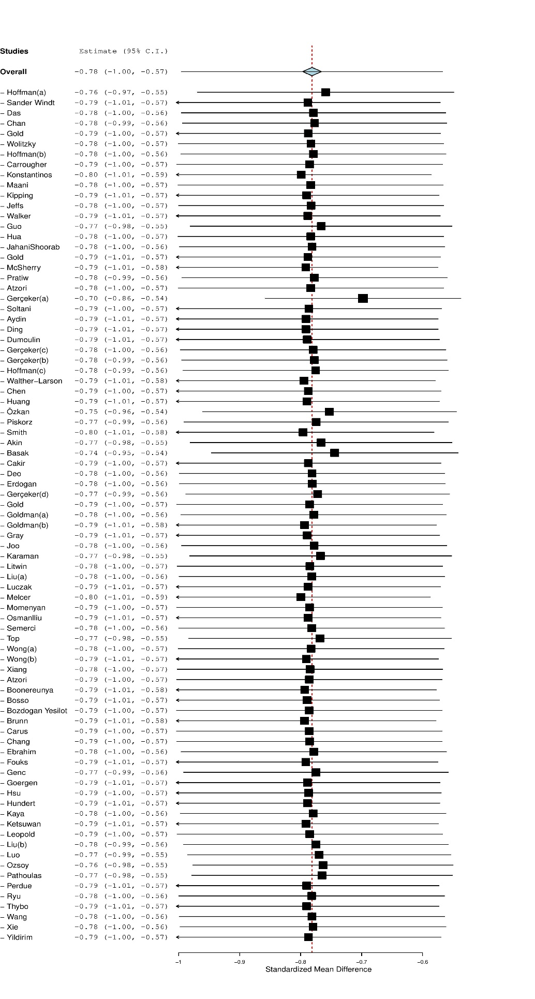 Studies Estimate (95% C.I.)
Overall -0.78 (-1.00, -0.57)
- Hoffman(a) -0.76 (-0.97, -0.55)
- Sander Windt -0.79 (-1.01, -0.57)
- Das -0.78 (-1.00, -0.56)
- Chan -0.78 (-0.99, -0.56)
- Gold -0.79 (-1.00, -0.57)
- Wolitzky -0.78 (-1.00, -0.57)
- Hoffman(b) -0.78 (-1.00, -0.56)
- Carrougher -0.79 (-1.00, -0.57)
- Konstantinos -0.80 (-1.01, -0.59)
- Maani -0.78 (-1.00, -0.57)
- Kipping -0.79 (-1.01, -0.57)
- Jeffs -0.78 (-1.00, -0.57)
- Walker -0.79 (-1.01, -0.57)
- Guo -0.77 (-0.98, -0.55)
- Hua -0.78 (-1.00, -0.57)
- JahaniShoorab -0.78 (-1.00, -0.56)
- Gold -0.79 (-1.01, -0.57)
- McSherry -0.79 (-1.01, -0.58)
- Pratiw -0.78 (-0.99, -0.56)
- Atzori -0.78 (-1.00, -0.57)
- Gerçeker(a) -0.70 (-0.86, -0.54)
- Soltani -0.79 (-1.00, -0.57)
- Aydin -0.79 (-1.01, -0.57)
- Ding -0.79 (-1.01, -0.57)
- Dumoulin -0.79 (-1.01, -0.57)
- Gerçeker(c) -0.78 (-1.00, -0.56)
- Gerçeker(b) -0.78 (-0.99, -0.56)
- Hoffman(c) -0.78 (-0.99, -0.56)
- Walther-Larson -0.79 (-1.01, -0.58)
- Chen -0.79 (-1.00, -0.57)
- Huang -0.79 (-1.01, -0.57)
- Özkan -0.75 (-0.96, -0.54)
- Piskorz -0.77 (-0.99, -0.56)
- Smith -0.80 (-1.01, -0.58)
- Akin -0.77 (-0.98, -0.55)
- Basak -0.74 (-0.95, -0.54)
- Cakir -0.79 (-1.00, -0.57)
- Deo -0.78 (-1.00, -0.56)
- Erdogan -0.78 (-1.00, -0.56)
- Gerçeker(d) -0.77 (-0.99, -0.56)
- Gold -0.79 (-1.00, -0.57)
- Goldman(a) -0.78 (-1.00, -0.56)
- Goldman(b) -0.79 (-1.01, -0.58)
- Gray -0.79 (-1.01, -0.57)
- Joo -0.78 (-1.00, -0.56)
- Karaman -0.77 (-0.98, -0.55)
- Litwin -0.78 (-1.00, -0.57)
- Liu(a) -0.78 (-1.00, -0.56)
- Luczak -0.79 (-1.01, -0.57)
- Melcer -0.80 (-1.01, -0.59)
- Momenyan -0.79 (-1.00, -0.57)
- Osmanlliu -0.79 (-1.01, -0.57)
- Semerci -0.78 (-1.00, -0.56)
- Top -0.77 (-0.98, -0.55)
- Wong(a) -0.78 (-1.00, -0.57)
- Wong(b) -0.79 (-1.01, -0.57)
- Xiang -0.78 (-1.00, -0.57)
- Atzori -0.79 (-1.00, -0.57)
- Boonereunya -0.79 (-1.01, -0.58)
- Bosso -0.79 (-1.01, -0.57)
- Bozdogan Yesilot -0.79 (-1.00, -0.57)
- Brunn -0.79 (-1.01, -0.58)
- Carus -0.79 (-1.00, -0.57)
- Chang -0.79 (-1.00, -0.57)
- Ebrahim -0.78 (-1.00, -0.56)
- Fouks -0.79 (-1.01, -0.57)
- Genc -0.77 (-0.99, -0.56)
- Goergen -0.79 (-1.01, -0.57)
- Hsu -0.79 (-1.00, -0.57)
- Hundert -0.79 (-1.01, -0.57)
- Kaya -0.78 (-1.00, -0.56)
- Ketsuwan -0.79 (-1.01, -0.57)
- Leopold -0.79 (-1.00, -0.57)
- Liu(b) -0.78 (-0.99, -0.56)
- Luo -0.77 (-0.99, -0.55)
- Ozsoy -0.76 (-0.98, -0.55)
- Pathoulas -0.77 (-0.98, -0.55)
- Perdue -0.79 (-1.01, -0.57)
- Ryu -0.78 (-1.00, -0.56)
- Thybo -0.79 (-1.01, -0.57)
- Wang -0.78 (-1.00, -0.56)
- Xie -0.78 (-1.00, -0.56)
- Yildirim -0.79 (-1.00, -0.57)
-1 -0.9 -0.8 -0.7 -0.6
Standardized Mean Difference